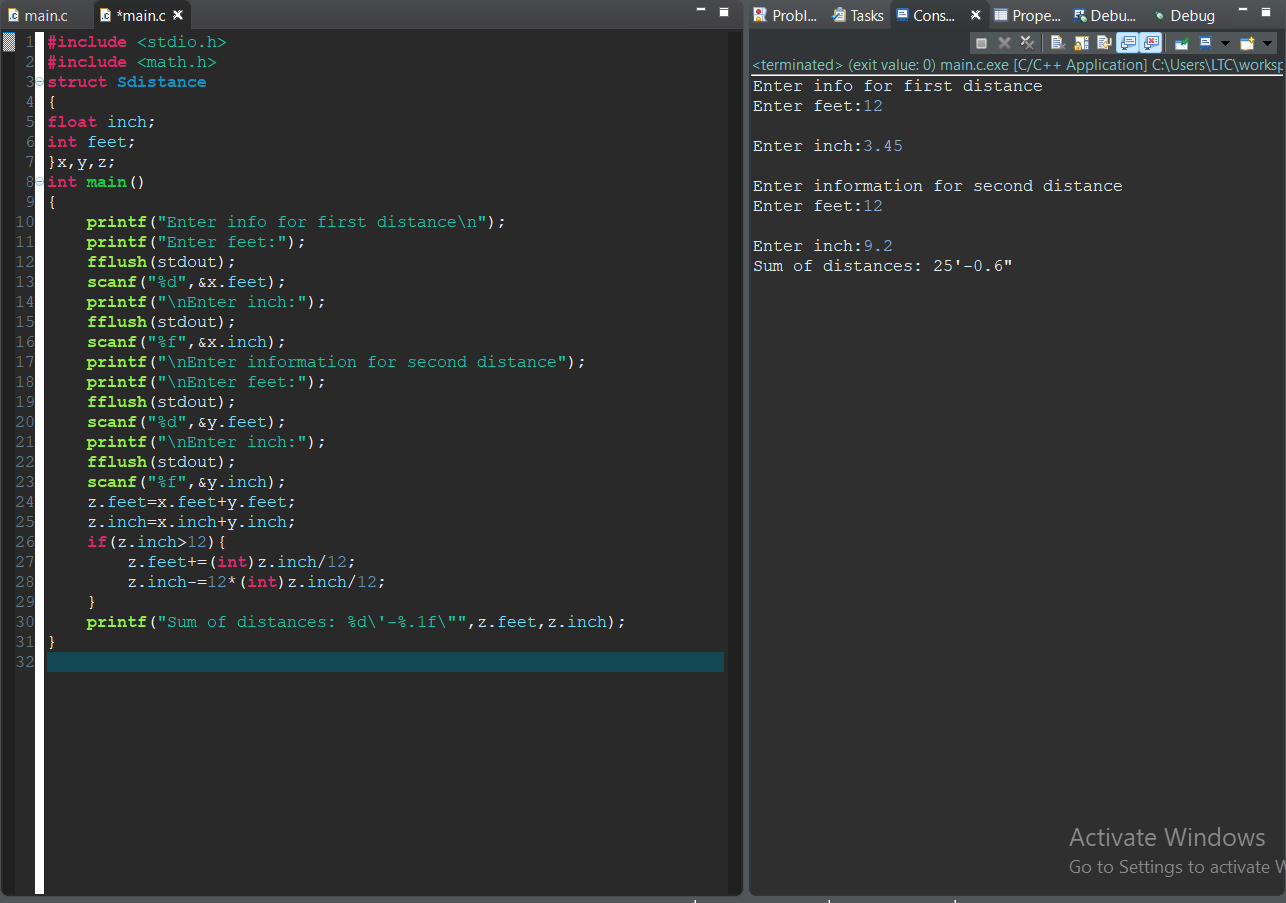 main.c *main.c
1 #include <stdio.h>
2 #include <math.h>
3 struct Sdistance
4 {
5 float inch;
6 int feet;
7 }x,y,z;
8 int main()
9 {
10 printf("Enter info for first distance\n");
11 printf("Enter feet:");
12 fflush(stdout);
13 scanf("%d",&x.feet);
14 printf("\nEnter inch:");
15 fflush(stdout);
16 scanf("%f",&x.inch);
17 printf("\nEnter information for second distance");
18 printf("\nEnter feet:");
19 fflush(stdout);
20 scanf("%d",&y.feet);
21 printf("\nEnter inch:");
22 fflush(stdout);
23 scanf("%f",&y.inch);
24 z.feet=x.feet+y.feet;
25 z.inch=x.inch+y.inch;
26 if(z.inch>12){
27 z.feet+=(int)z.inch/12;
28 z.inch-=12*(int)z.inch/12;
29 }
30 printf("Sum of distances: %d\'-%.1f\"",z.feet,z.inch);
31 }
32
Probl... Tasks Cons... Prope... Debu... Debug
<terminated> (exit value: 0) main.c.exe [C/C++ Application] C:\Users\LTC\worksp
Enter info for first distance
Enter feet:12
Enter inch:3.45
Enter information for second distance
Enter feet:12
Enter inch:9.2
Sum of distances: 25'-0.6"
Activate Windows
Go to Settings to activate W